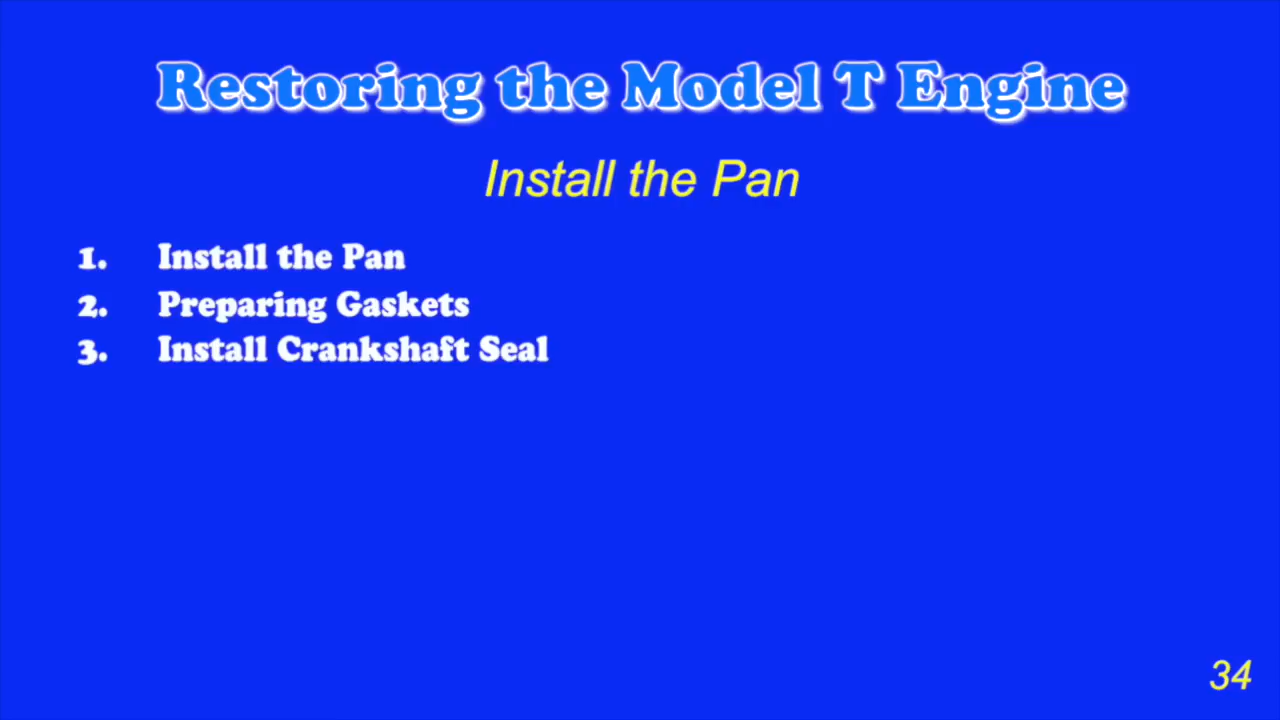 Restoring the Model T Engine
Install the Pan
1. Install the Pan
2. Preparing Gaskets
3. Install Crankshaft Seal
34